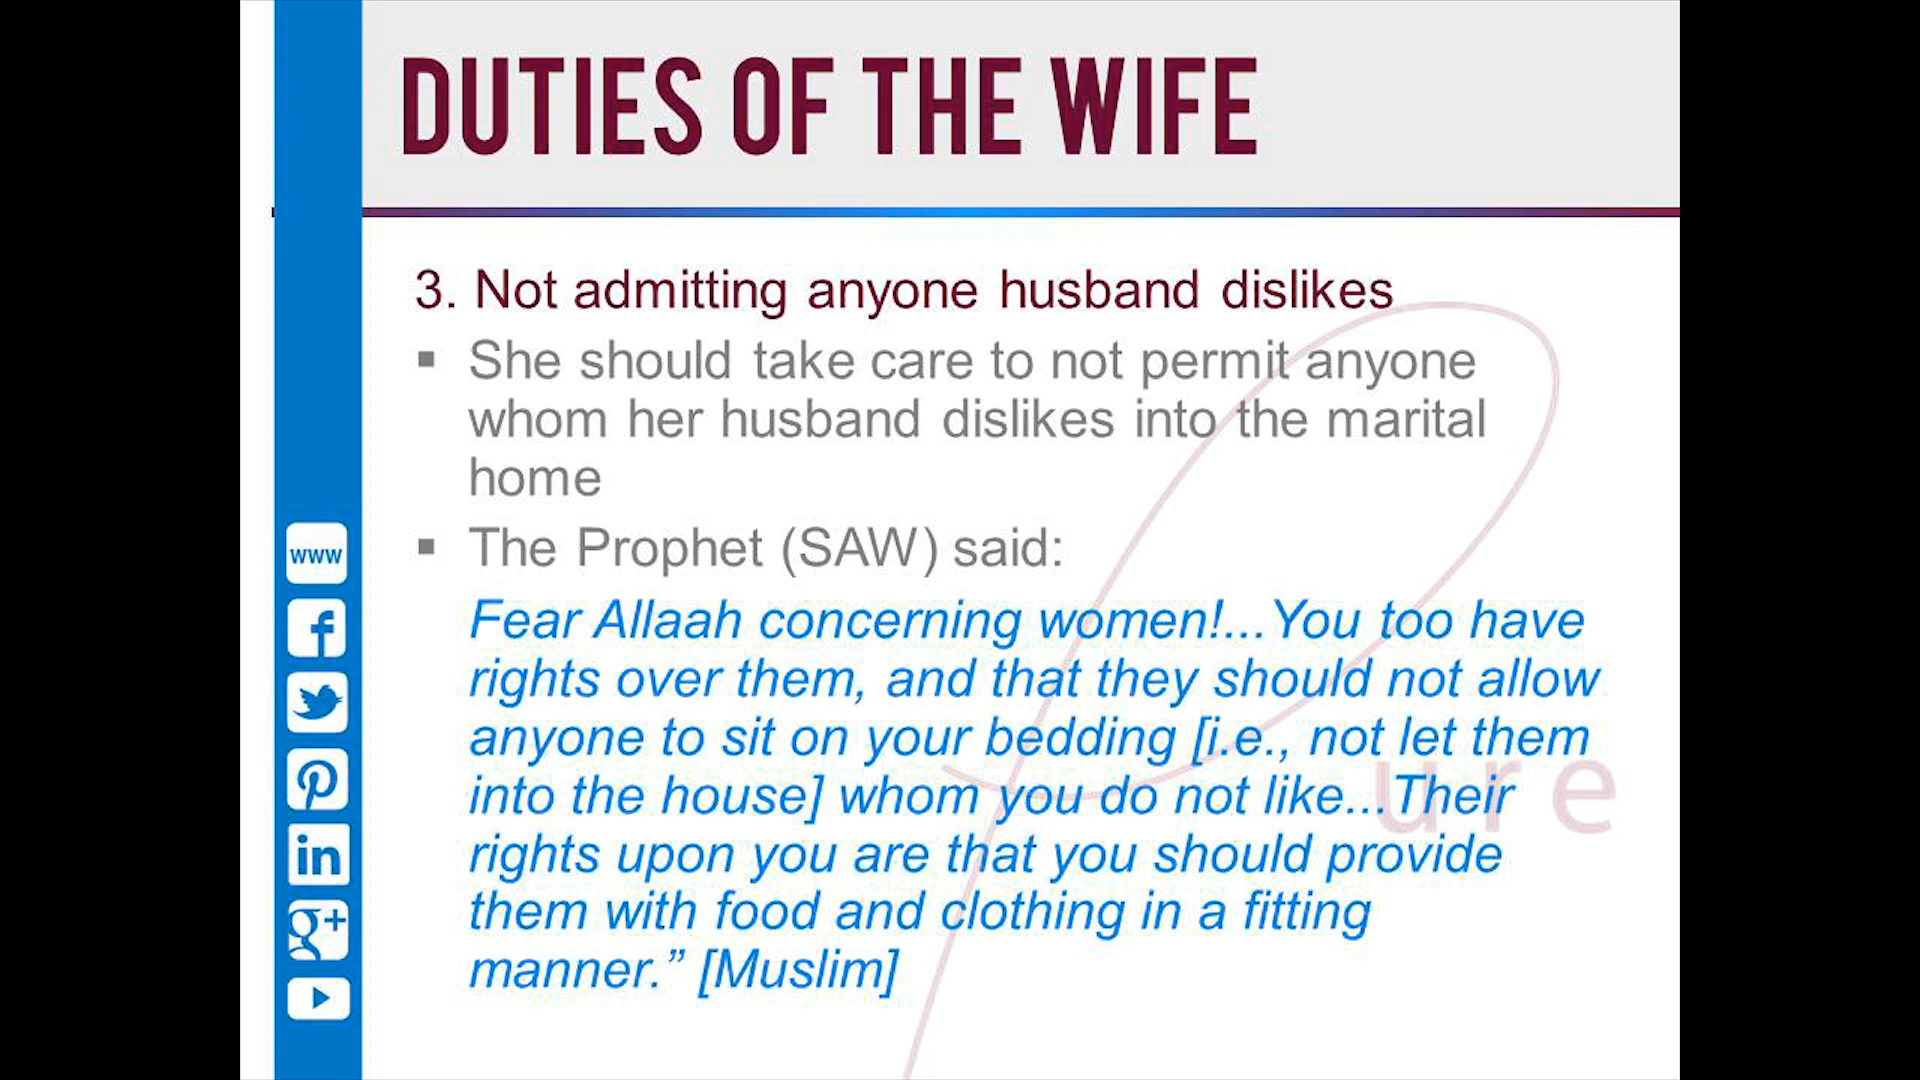 DUTIES OF THE WIFE
3. Not admitting anyone husband dislikes
▪ She should take care to not permit anyone
whom her husband dislikes into the marital
home
▪ The Prophet (SAW) said:
Fear Allaah concerning women!...You too have
rights over them, and that they should not allow
anyone to sit on your bedding [i.e., not let them
into the house] whom you do not like...Their
rights upon you are that you should provide
them with food and clothing in a fitting
manner.” [Muslim]
www
f
in
g+
ure